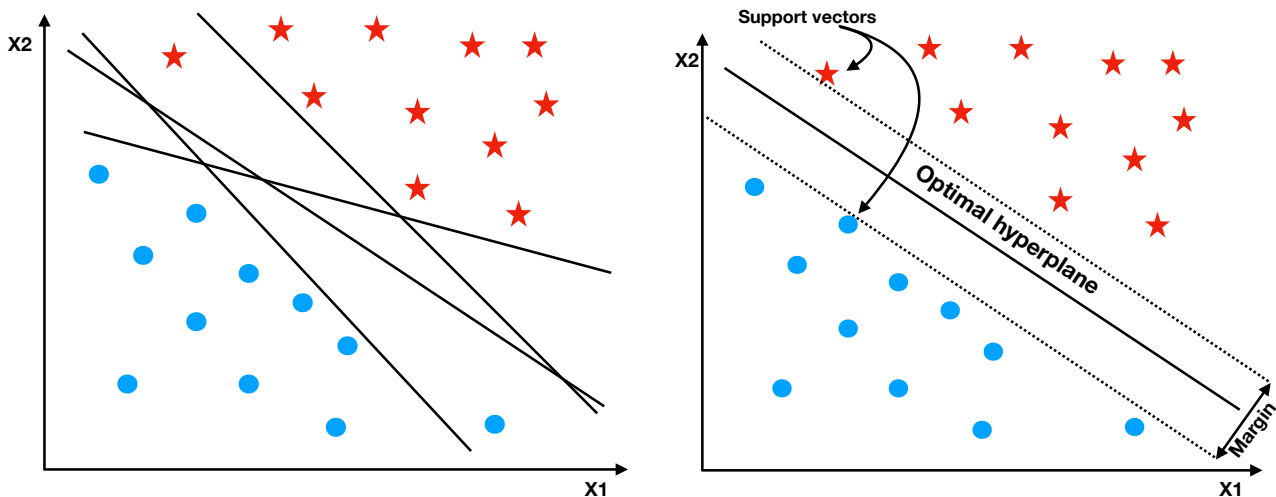 X2
X1
Support vectors
X2
Optimal hyperplane
Margin
X1